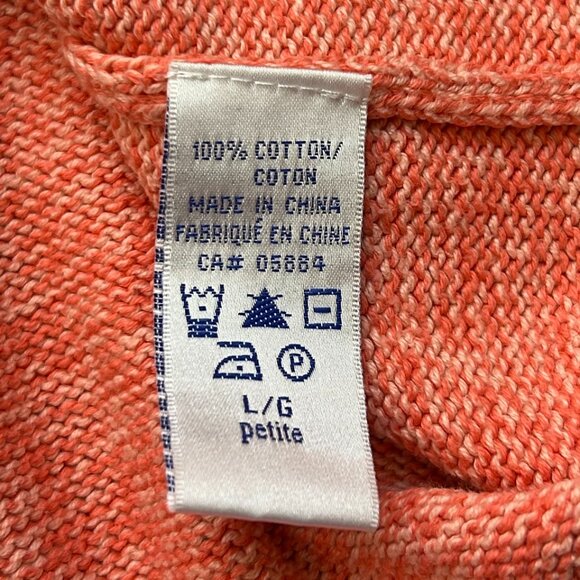 100% COTTON/
COTON
MADE IN CHINA
FABRIQUÉ EN CHINE
CA# 05884
P
L/G
petite